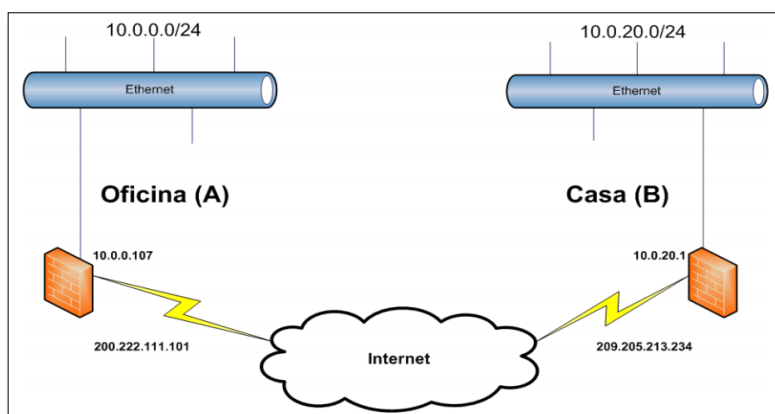 10.0.0.0/24
10.0.20.0/24
Ethernet
Ethernet
Oficina (A)
Casa (B)
10.0.0.107
10.0.20.1
200.222.111.101
Internet
209.205.213.234